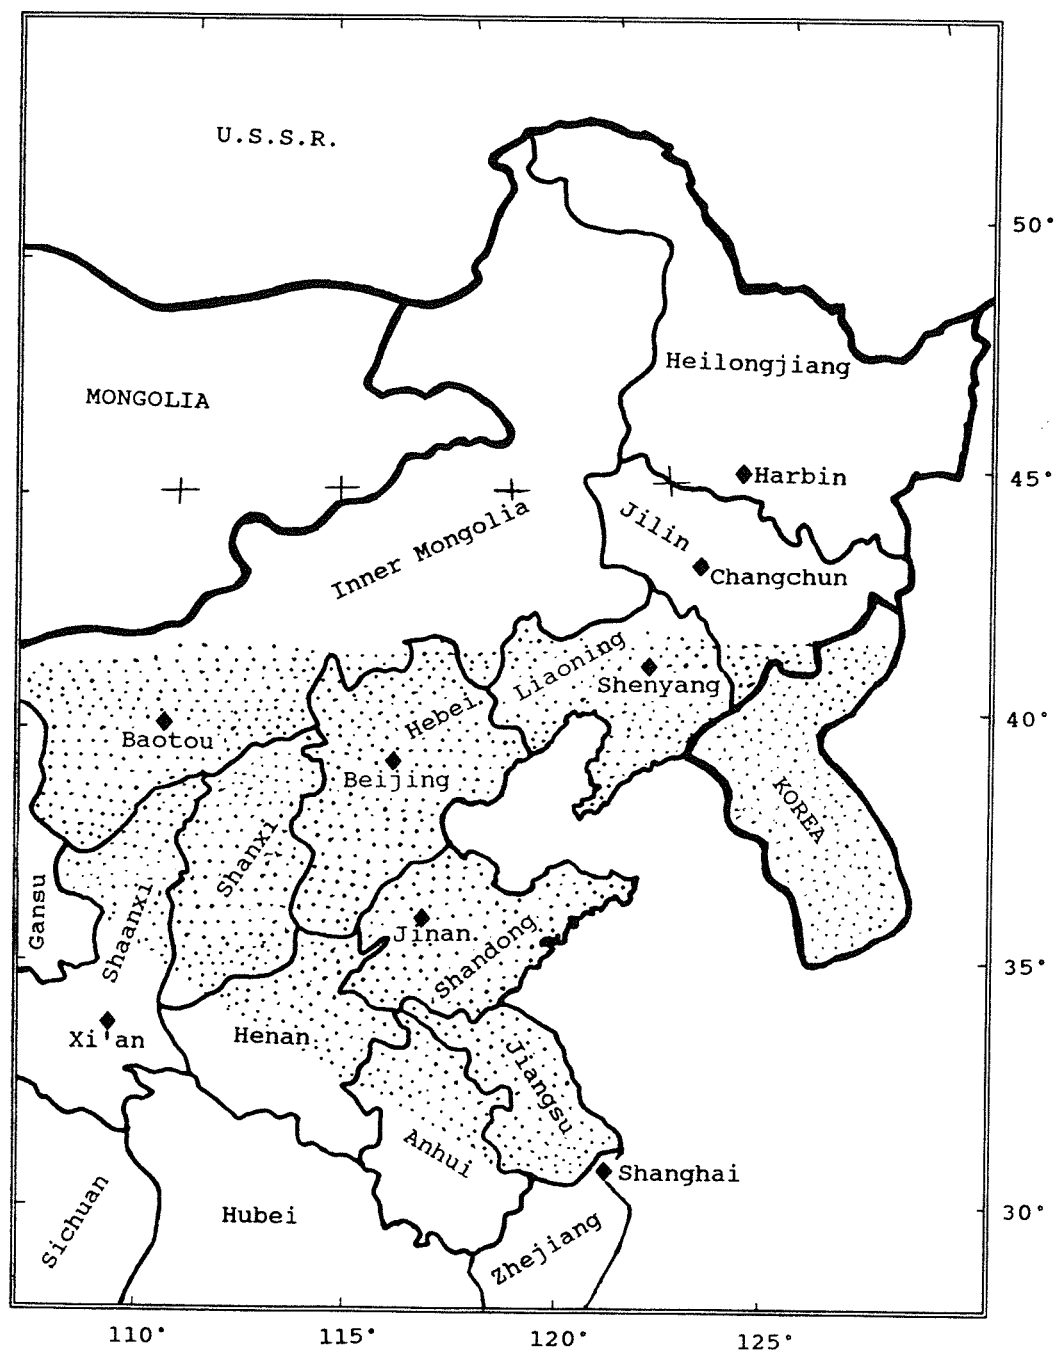 U.S.S.R.
50°
Heilongjiang
MONGOLIA
Harbin
45°
Inner Mongolia
Jilin
Changchun
Liaoning
Shenyang
Hebei
40°
Baotou
Beijing
KOREA
Shanxi
Gansu
Shaanxi
Jinan
Shandong
35°
Xi'an
Henan
Jiangsu
Anhui
Shanghai
Sichuan
Hubei
Zhejiang
30°
110° 115° 120° 125°